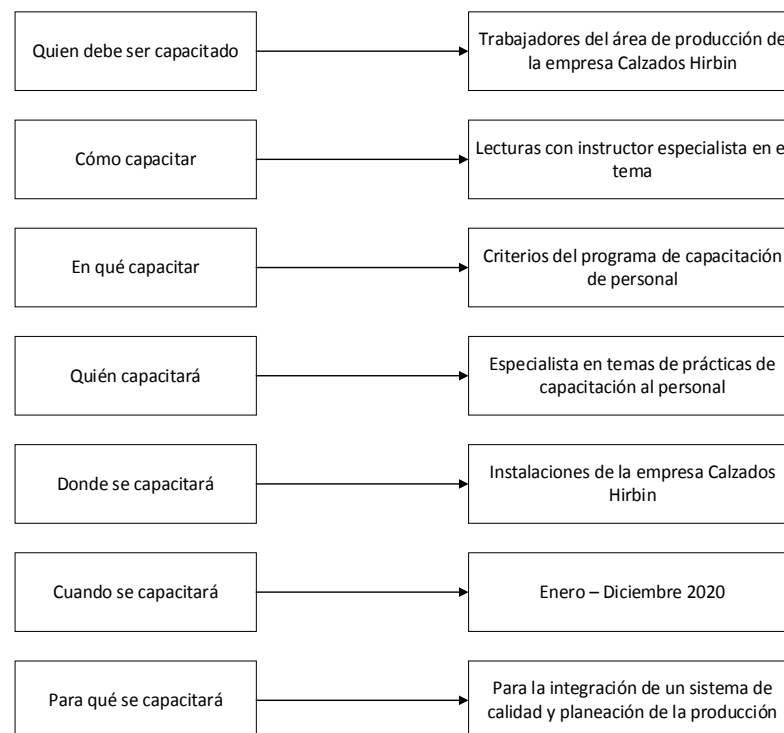 Quien debe ser capacitado
Trabajadores del área de producción de
la empresa Calzados Hirbin
Cómo capacitar
Lecturas con instructor especialista en e
tema
En qué capacitar
Criterios del programa de capacitación
de personal
Quién capacitará
Especialista en temas de prácticas de
capacitación al personal
Donde se capacitará
Instalaciones de la empresa Calzados
Hirbin
Cuando se capacitará
Enero – Diciembre 2020
Para qué se capacitará
Para la integración de un sistema de
calidad y planeación de la producción